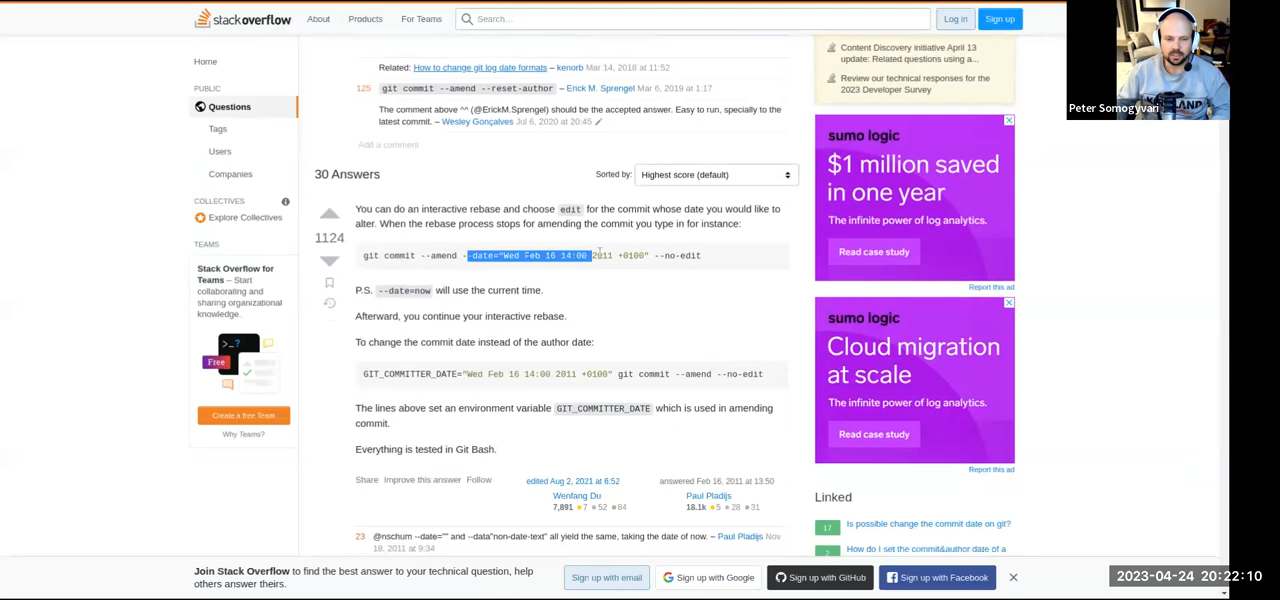 stackoverflow
About
Products
For Teams
Search…
Log in
Sign up
Home
PUBLIC
Questions
Tags
Users
Companies
COLLECTIVES
Explore Collectives
TEAMS
Stack Overflow for
Teams – Start
collaborating and
sharing organizational
knowledge.
Free
Create a free Team
Why Teams?
Related: How to change git log date formats – kenorb Mar 14, 2018 at 11:52
125 git commit --amend --reset-author – Erick M. Sprengel Mar 6, 2019 at 1:17
The comment above ^^ (@ErickM.Sprengel) should be the accepted answer. Easy to run, specially to the
latest commit. – Wesley Gonçalves Jul 6, 2020 at 20:45
Add a comment
30 Answers
Sorted by:
Highest score (default)
1124
You can do an interactive rebase and choose edit for the commit whose date you would like to
alter. When the rebase process stops for amending the commit you type in for instance:
git commit --amend --date="Wed Feb 16 14:00 2011 +0100" --no-edit
P.S. --date=now will use the current time.
Afterward, you continue your interactive rebase.
To change the commit date instead of the author date:
GIT_COMMITTER_DATE="Wed Feb 16 14:00 2011 +0100" git commit --amend --no-edit
The lines above set an environment variable GIT_COMMITTER_DATE which is used in amending
commit.
Everything is tested in Git Bash.
Share Improve this answer Follow
edited Aug 2, 2021 at 6:52
Wenfang Du
7,891 7 52 84
answered Feb 16, 2011 at 13:50
Paul Pladijs
18.1k 5 28 31
23 @nschum --date="" and --data"non-date-text" all yield the same, taking the date of now. – Paul Pladijs Nov
18, 2011 at 9:34
Content Discovery initiative April 13
update: Related questions using a...
Review our technical responses for the
2023 Developer Survey
sumo logic
$1 million saved
in one year
The infinite power of log analytics.
Read case study
Report this ad
sumo logic
Cloud migration
at scale
The infinite power of log analytics.
Read case study
Report this ad
Linked
17 Is possible change the commit date on git?
2 How do I set the commit&author date of a
Join Stack Overflow to find the best answer to your technical question, help
others answer theirs.
Sign up with email
Sign up with Google
Sign up with GitHub
Sign up with Facebook
Peter Somogyvari
2023-04-24 20:22:10